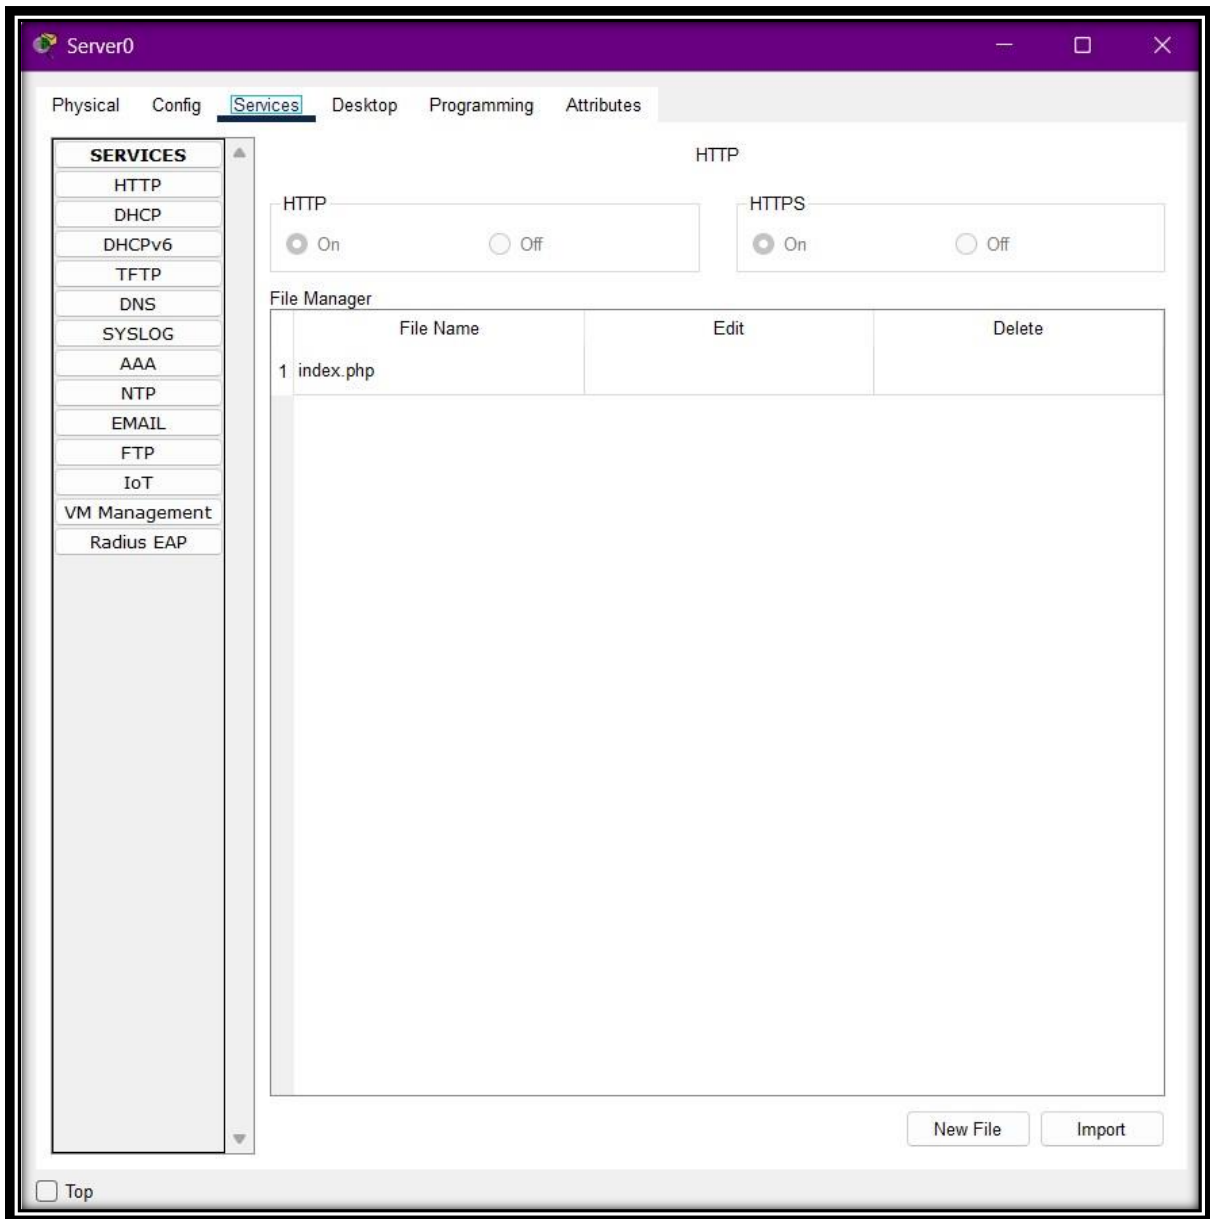 Server0
Physical Config Services Desktop Programming Attributes
SERVICES
HTTP
DHCP
DHCPv6
TFTP
DNS
SYSLOG
AAA
NTP
EMAIL
FTP
IoT
VM Management
Radius EAP
HTTP
HTTP
On Off
HTTPS
On Off
File Manager
File Name Edit Delete
1 index.php
New File Import
Top